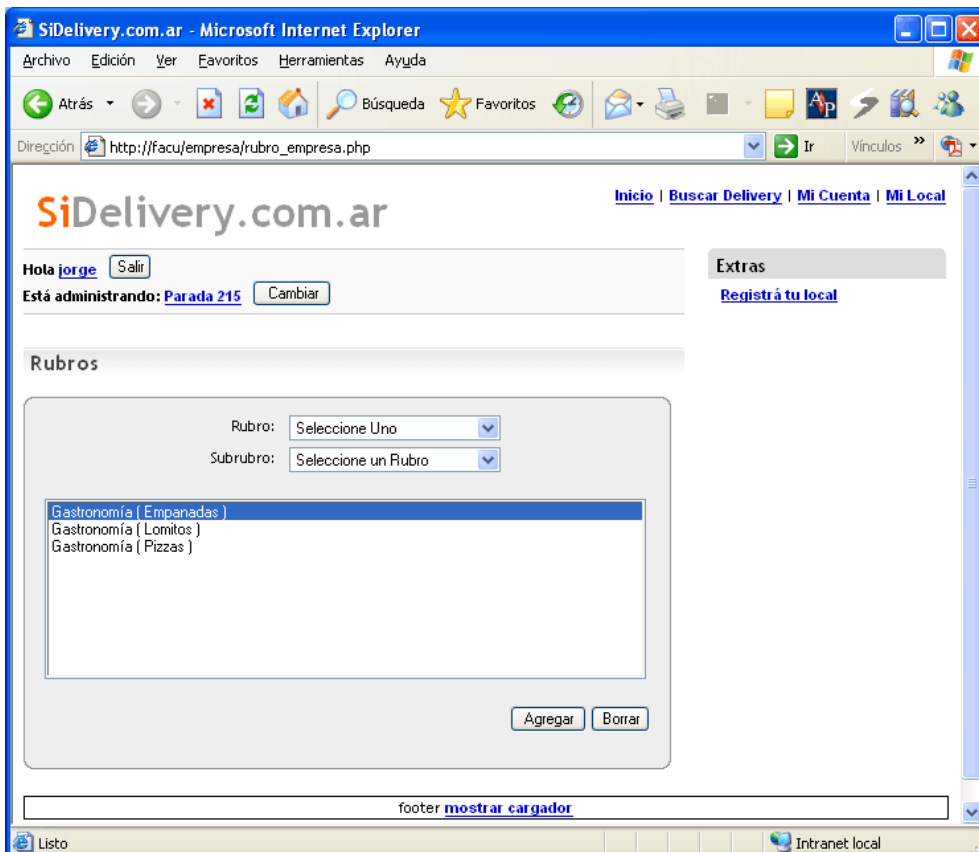 SiDelivery.com.ar - Microsoft Internet Explorer
Archivo Edición Ver Favoritos Herramientas Ayuda
Atrás Búsqueda Favoritos
Dirección http://facu/empresa/rubro_empresa.php Ir Vínculos »
SiDelivery.com.ar
Inicio | Buscar Delivery | Mi Cuenta | Mi Local
Hola jorge Salir
Está administrando: Parada 215 Cambiar
Extras
Registrá tu local
Rubros
Rubro: Seleccione Uno
Subrubro: Seleccione un Rubro
Gastronomía ( Empanadas )
Gastronomía ( Lomitos )
Gastronomía ( Pizzas )
Agregar Borrar
footer mostrar cargador
Listo Intranet local